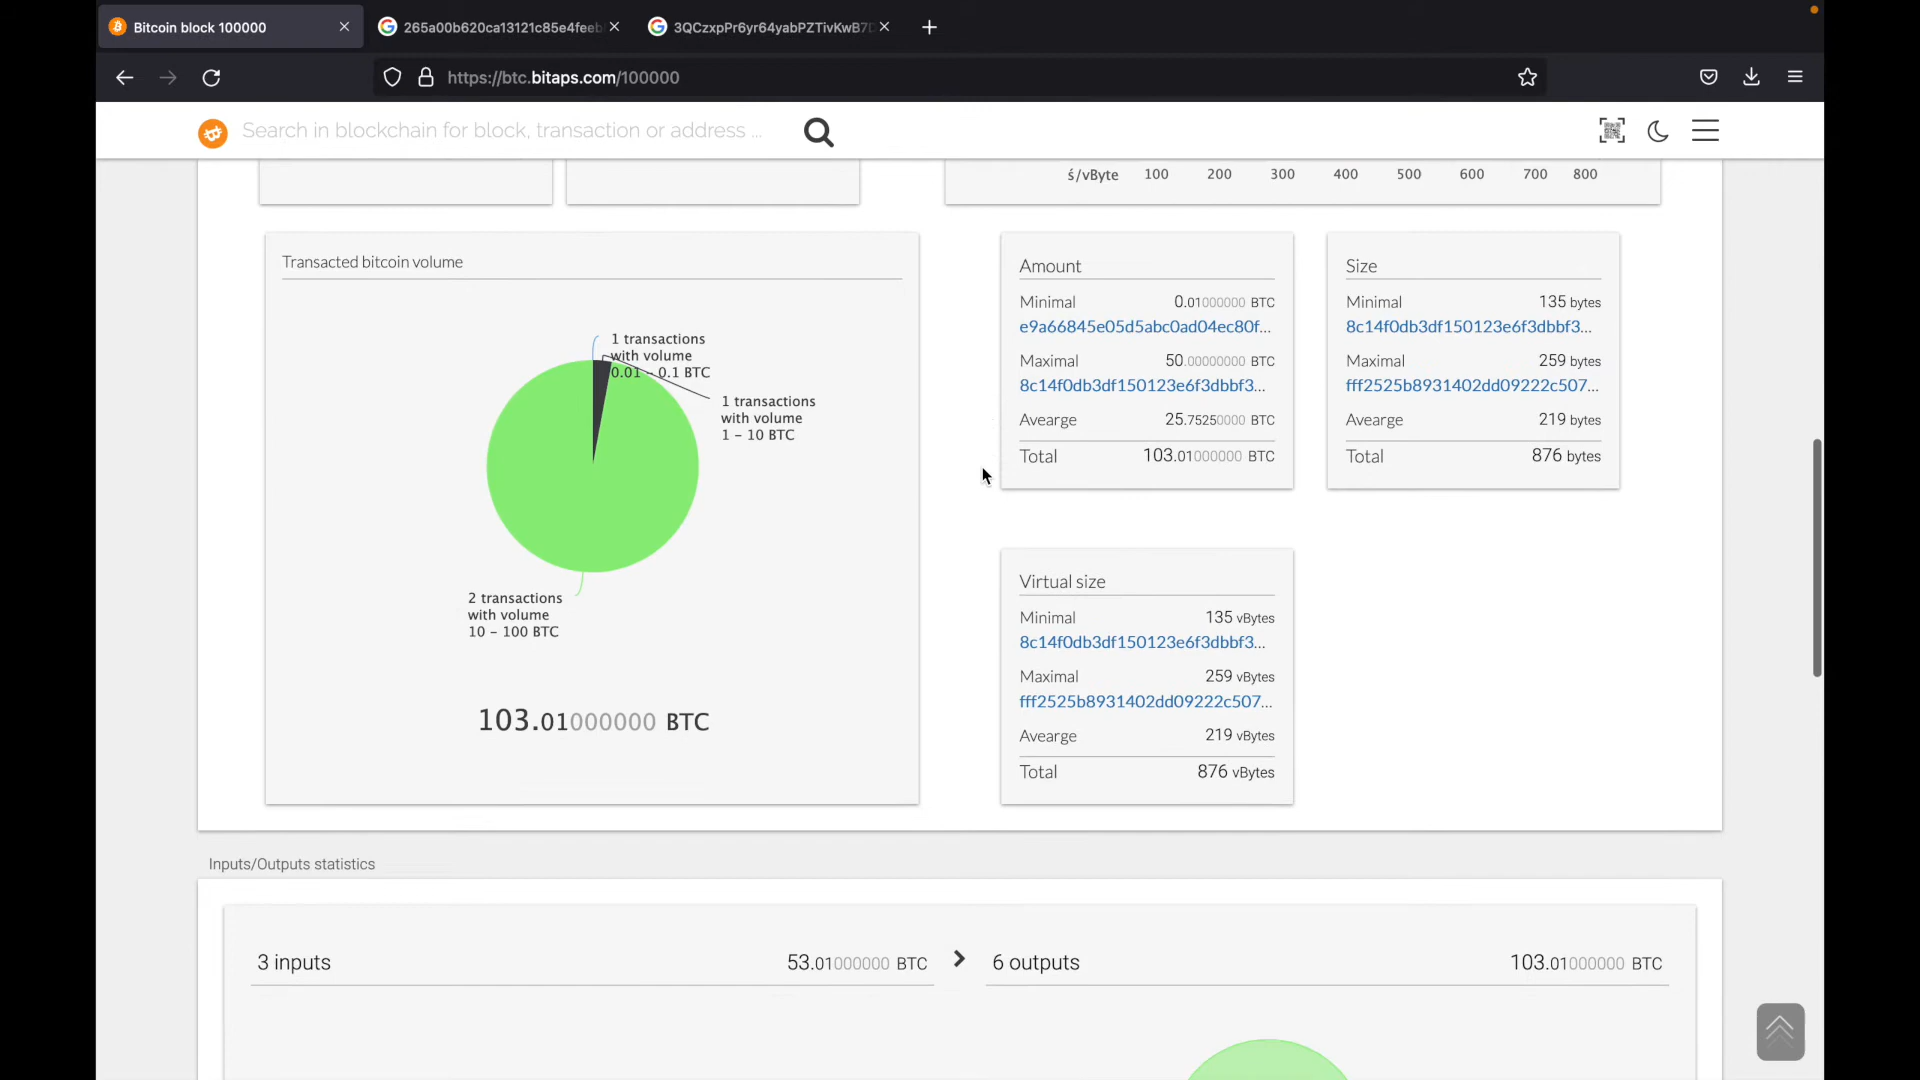 Bitcoin block 100000
265a00b620ca13121c85e4feeb
3QCzxpPr6yr64yabPZTivKwB7D
https://btc.bitaps.com/100000
Search in blockchain for block, transaction or address ...
ś/vByte 100 200 300 400 500 600 700 800
Transacted bitcoin volume
1 transactions
with volume
0.01 - 0.1 BTC
1 transactions
with volume
1 - 10 BTC
2 transactions
with volume
10 - 100 BTC
103.01000000 BTC
Amount
Minimal 0.01000000 BTC
e9a66845e05d5abc0ad04ec80f...
Maximal 50.00000000 BTC
8c14f0db3df150123e6f3dbbf3...
Avearge 25.75250000 BTC
Total 103.01000000 BTC
Size
Minimal 135 bytes
8c14f0db3df150123e6f3dbbf3...
Maximal 259 bytes
fff2525b8931402dd09222c507...
Avearge 219 bytes
Total 876 bytes
Virtual size
Minimal 135 vBytes
8c14f0db3df150123e6f3dbbf3...
Maximal 259 vBytes
fff2525b8931402dd09222c507...
Avearge 219 vBytes
Total 876 vBytes
Inputs/Outputs statistics
3 inputs 53.01000000 BTC
6 outputs 103.01000000 BTC